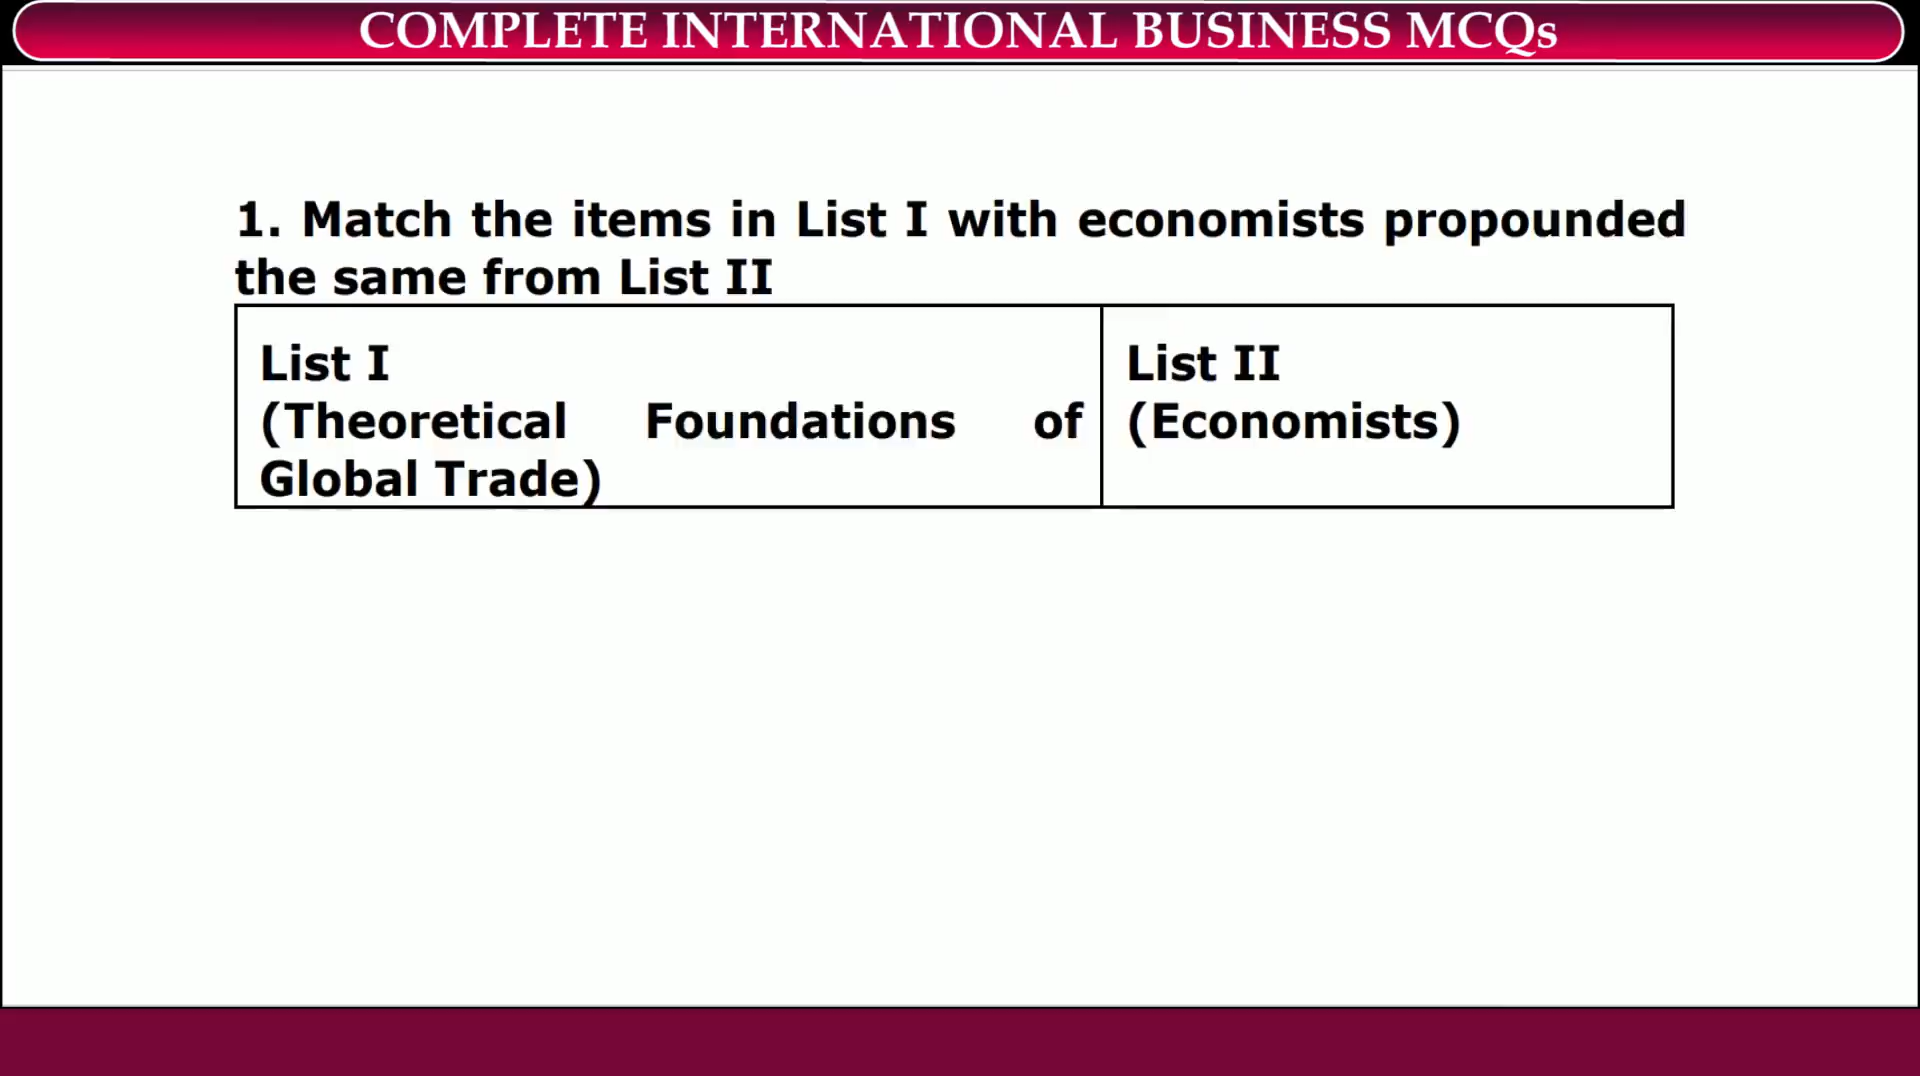 COMPLETE INTERNATIONAL BUSINESS MCQs
1. Match the items in List I with economists propounded
the same from List II
List I
(Theoretical Foundations of
Global Trade)
List II
(Economists)